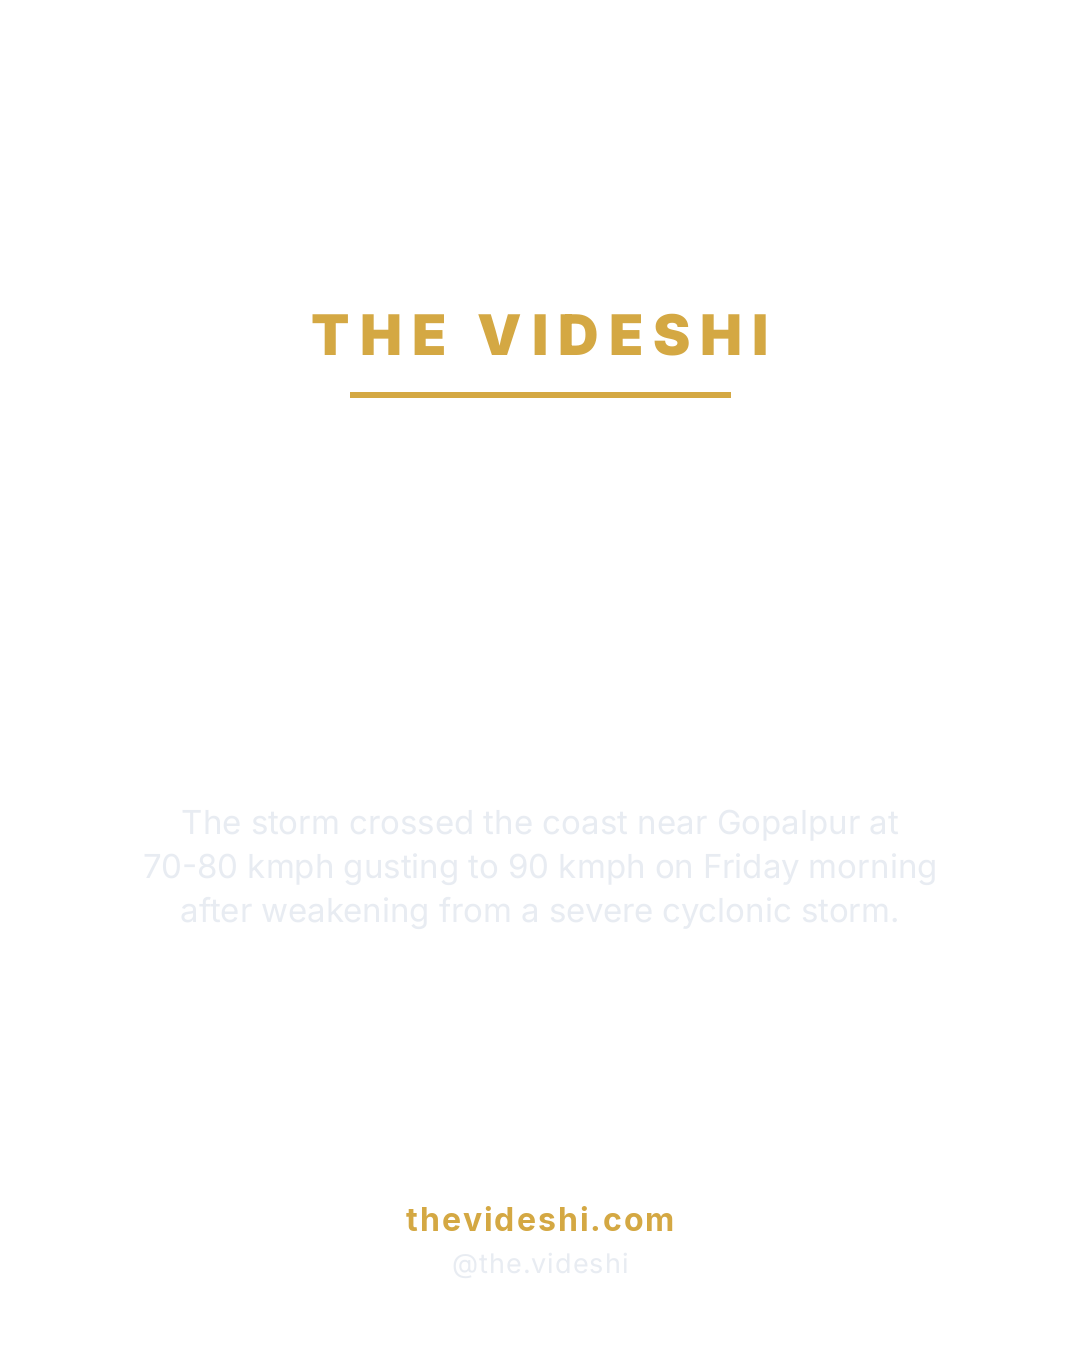 THE VIDESHI
The storm crossed the coast near Gopalpur at
70-80 kmph gusting to 90 kmph on Friday morning
after weakening from a severe cyclonic storm.
thevideshi.com
@the.videshi